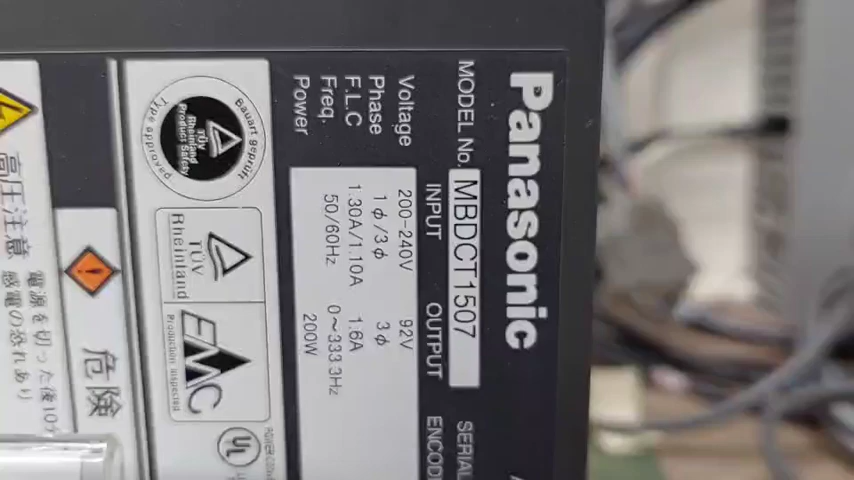 Panasonic
MODEL No. MBDCT1507 SERIAL
INPUT OUTPUT
Voltage 200-240V 92V
Phase 1ϕ/3ϕ 3ϕ
F.L.C 1.30A/1.10A 1.6A
Freq. 50/60Hz 0～333.3Hz
Power 200W
Bauart geprüft
TÜV
Rheinland
Product Safety
Type approved
TÜV
Rheinland
EMC
Production Inspected
UL
危険
高圧注意
電源を切った後10
感電の恐れあり